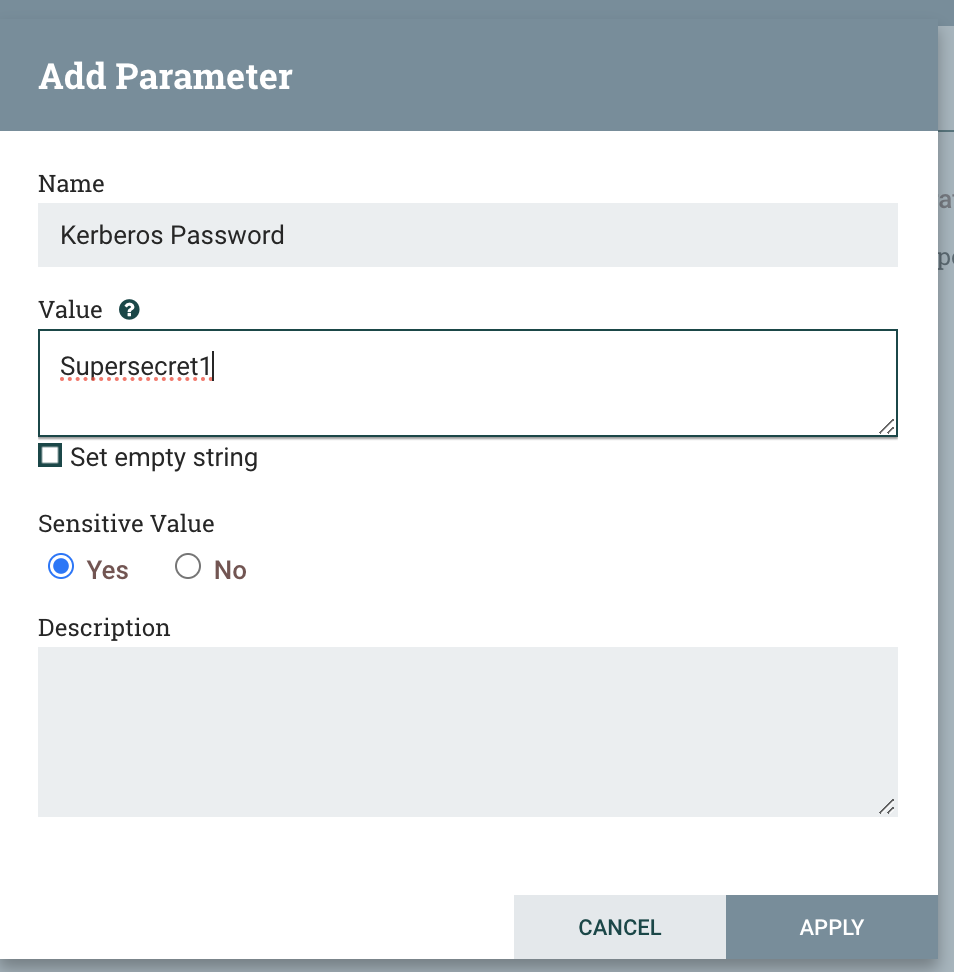 Add Parameter
Name
Kerberos Password
Value ?
Supersecret1
Set empty string
Sensitive Value
Yes No
Description
CANCEL APPLY